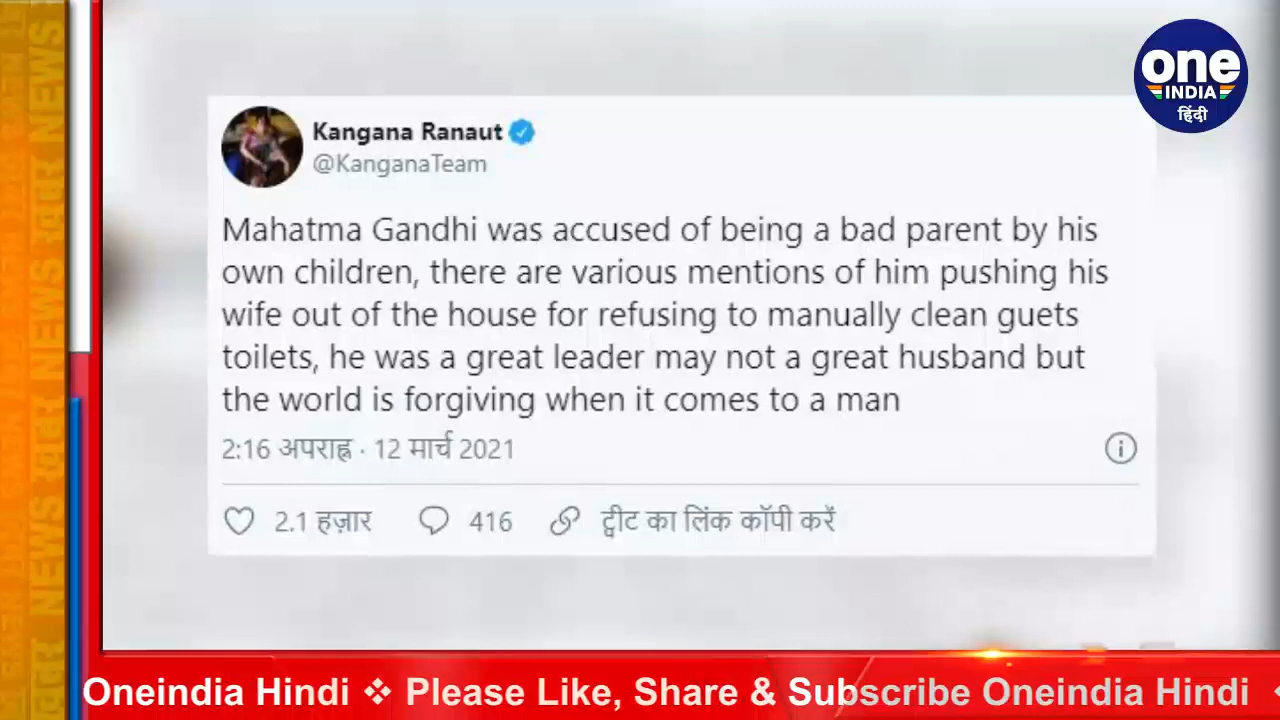 one
INDIA
हिंदी
Kangana Ranaut
@KanganaTeam
Mahatma Gandhi was accused of being a bad parent by his
own children, there are various mentions of him pushing his
wife out of the house for refusing to manually clean guets
toilets, he was a great leader may not a great husband but
the world is forgiving when it comes to a man
2:16 अपराह्न · 12 मार्च 2021
2.1 हज़ार 416 ट्वीट का लिंक कॉपी करें
Oneindia Hindi ❖ Please Like, Share & Subscribe Oneindia Hindi
NEWS
NEWS
NEWS